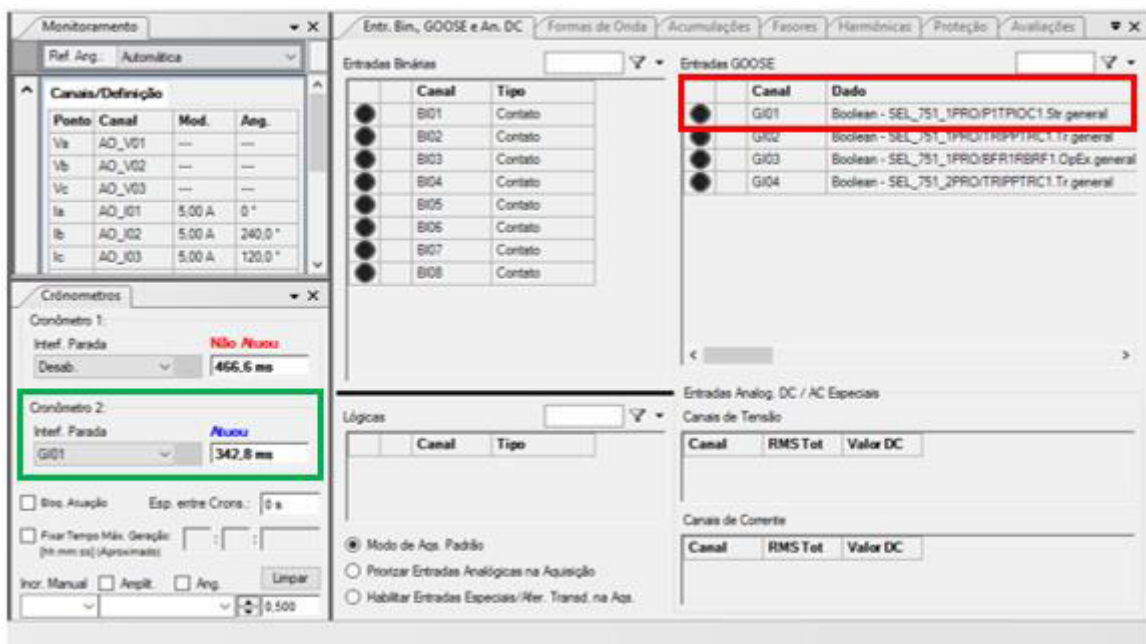 Monitoramento
Ref. Ang.: Automática
Canais/Definição
Ponto Canal Mod. Ang.
Va AO_V01 --- ---
Vb AO_V02 --- ---
Vc AO_V03 --- ---
Ia AO_I01 5,00 A 0 °
Ib AO_I02 5,00 A 240,0 °
Ic AO_I03 5,00 A 120,0 °
Crônometros
Cronômetro 1:
Interf. Parada Não Atuou
Desab. 466,6 ms
Cronômetro 2:
Interf. Parada Atuou
GI01 342,8 ms
Bloq. Atuação Esp. entre Crons.: 0 s
Fixar Tempo Máx. Geração: : :
[hh:mm:ss] (Aproximado)
Incr. Manual Amplit. Ang. Limpar
0,500
Entr. Bin., GOOSE e An. DC Formas de Onda Acumulações Fasores Harmônicas Proteção Avaliações
Entradas Binárias
Canal Tipo
BI01 Contato
BI02 Contato
BI03 Contato
BI04 Contato
BI05 Contato
BI06 Contato
BI07 Contato
BI08 Contato
Entradas GOOSE
Canal Dado
GI01 Boolean - SEL_751_1PRO/P1TPIOC1.Str.general
GI02 Boolean - SEL_751_1PRO/TRIPPTRC1.Tr.general
GI03 Boolean - SEL_751_1PRO/BFR1RBRF1.OpEx.general
GI04 Boolean - SEL_751_2PRO/TRIPPTRC1.Tr.general
Lógicas
Canal Tipo
Modo de Aqs. Padrão
Priorizar Entradas Analógicas na Aquisição
Habilitar Entradas Especiais/Afer. Transd. na Aqs.
Entradas Analog. DC / AC Especiais
Canais de Tensão
Canal RMS Tot Valor DC
Canais de Corrente
Canal RMS Tot Valor DC